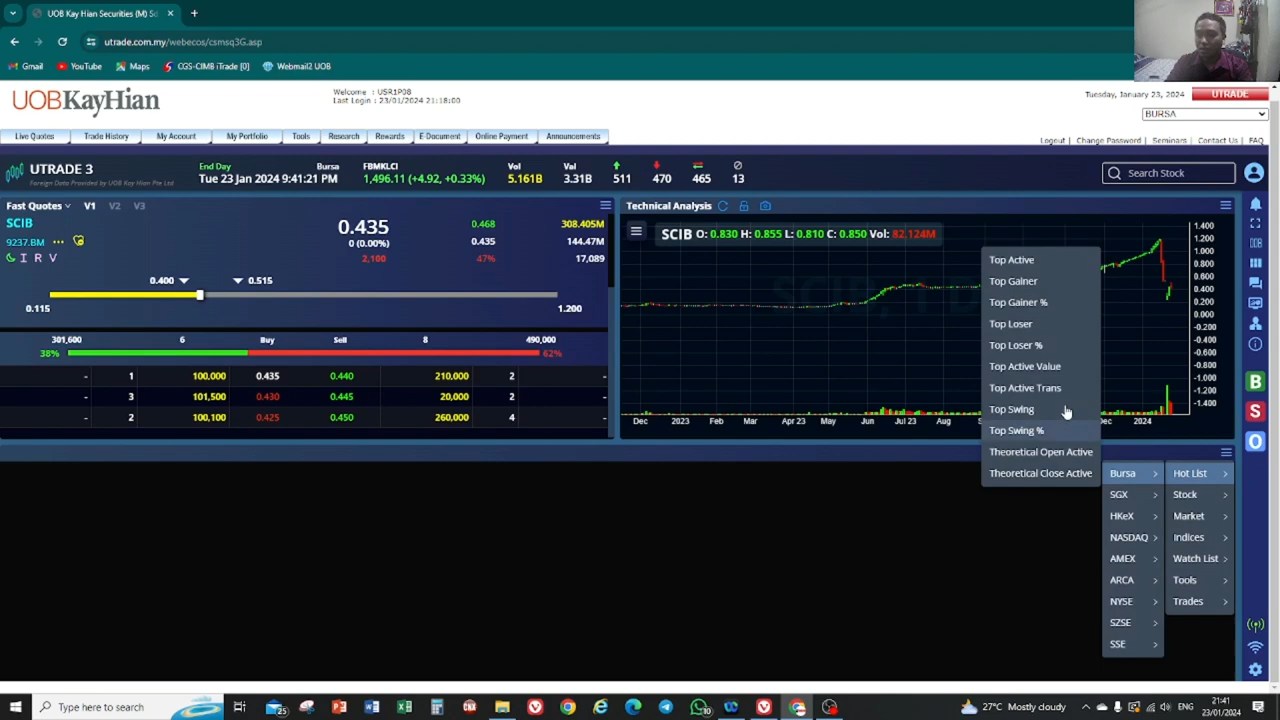 UOB Kay Hian Securities (M) Sd
utrade.com.my/webecos/csmsq3G.asp
Gmail YouTube Maps CGS-CIMB iTrade [0] Webmail2 UOB
UOBKayHian
Welcome : USR1P08
Last Login : 23/01/2024 21:18:00
Tuesday, January 23, 2024 UTRADE
BURSA
Logout | Change Password | Seminars | Contact Us | FAQ
Live Quotes Trade History My Account My Portfolio Tools Research Rewards E-Document Online Payment Announcements
UTRADE 3
Foreign Data Provided by UOB Kay Hian Pte Ltd
End Day Bursa FBMKLCI Vol Val
Tue 23 Jan 2024 9:41:21 PM 1,496.11 (+4.92, +0.33%) 5.161B 3.31B 511 470 465 13
Search Stock
Fast Quotes V1 V2 V3
SCIB 0.435 0.468 308.405M
9237.BM 0 (0.00%) 0.435 144.47M
I R V 2,100 47% 17,089
0.400 0.515
0.115 1.200
301,600 6 Buy 8 490,000
38% 62%
- 1 100,000 0.435 0.440 210,000 2 -
- 3 101,500 0.430 0.445 20,000 2 -
- 2 100,100 0.425 0.450 260,000 4 -
Technical Analysis
SCIB O: 0.830 H: 0.855 L: 0.810 C: 0.850 Vol: 82.124M
1.400
1.200
1.000
0.800
0.600
0.400
0.200
0.000
-0.200
-0.400
-0.600
-0.800
-1.000
-1.200
-1.400
Dec 2023 Feb Mar Apr 23 May Jun Jul 23 Aug 2024
Top Active
Top Gainer
Top Gainer %
Top Loser
Top Loser %
Top Active Value
Top Active Trans
Top Swing
Top Swing %
Theoretical Open Active
Theoretical Close Active
Bursa
SGX
HKeX
NASDAQ
AMEX
ARCA
NYSE
SZSE
SSE
Hot List
Stock
Market
Indices
Watch List
Tools
Trades
B
S
O
Type here to search
25
10
27°C Mostly cloudy
ENG
21:41
23/01/2024